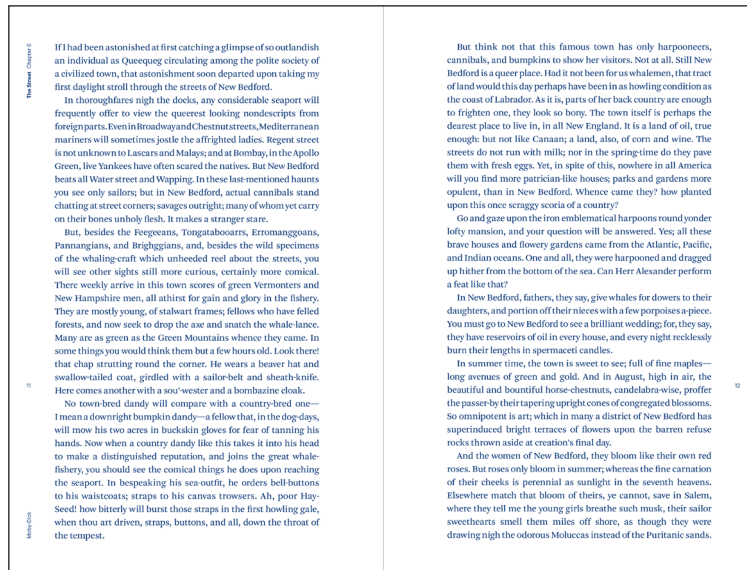 The Street Chapter 6
If I had been astonished at first catching a glimpse of so outlandish
an individual as Queequeg circulating among the polite society of
a civilized town, that astonishment soon departed upon taking my
first daylight stroll through the streets of New Bedford.
In thoroughfares nigh the docks, any considerable seaport will
frequently offer to view the queerest looking nondescripts from
foreign parts. Even in Broadway and Chestnut streets, Mediterranean
mariners will sometimes jostle the affrighted ladies. Regent street
is not unknown to Lascars and Malays; and at Bombay, in the Apollo
Green, live Yankees have often scared the natives. But New Bedford
beats all Water street and Wapping. In these last-mentioned haunts
you see only sailors; but in New Bedford, actual cannibals stand
chatting at street corners; savages outright; many of whom yet carry
on their bones unholy flesh. It makes a stranger stare.
But, besides the Feegeeans, Tongatabooarrs, Erromanggoans,
Pannangians, and Brighggians, and, besides the wild specimens
of the whaling-craft which unheeded reel about the streets, you
will see other sights still more curious, certainly more comical.
There weekly arrive in this town scores of green Vermonters and
New Hampshire men, all athirst for gain and glory in the fishery.
They are mostly young, of stalwart frames; fellows who have felled
forests, and now seek to drop the axe and snatch the whale-lance.
Many are as green as the Green Mountains whence they came. In
some things you would think them but a few hours old. Look there!
that chap strutting round the corner. He wears a beaver hat and
swallow-tailed coat, girdled with a sailor-belt and sheath-knife.
Here comes another with a sou'-wester and a bombazine cloak.
No town-bred dandy will compare with a country-bred one—
I mean a downright bumpkin dandy—a fellow that, in the dog-days,
will mow his two acres in buckskin gloves for fear of tanning his
hands. Now when a country dandy like this takes it into his head
to make a distinguished reputation, and joins the great whale-
fishery, you should see the comical things he does upon reaching
the seaport. In bespeaking his sea-outfit, he orders bell-buttons
to his waistcoats; straps to his canvas trowsers. Ah, poor Hay-
Seed! how bitterly will burst those straps in the first howling gale,
when thou art driven, straps, buttons, and all, down the throat of
the tempest.
11
Moby-Dick
But think not that this famous town has only harpooneers,
cannibals, and bumpkins to show her visitors. Not at all. Still New
Bedford is a queer place. Had it not been for us whalemen, that tract
of land would this day perhaps have been in as howling condition as
the coast of Labrador. As it is, parts of her back country are enough
to frighten one, they look so bony. The town itself is perhaps the
dearest place to live in, in all New England. It is a land of oil, true
enough: but not like Canaan; a land, also, of corn and wine. The
streets do not run with milk; nor in the spring-time do they pave
them with fresh eggs. Yet, in spite of this, nowhere in all America
will you find more patrician-like houses; parks and gardens more
opulent, than in New Bedford. Whence came they? how planted
upon this once scraggy scoria of a country?
Go and gaze upon the iron emblematical harpoons round yonder
lofty mansion, and your question will be answered. Yes; all these
brave houses and flowery gardens came from the Atlantic, Pacific,
and Indian oceans. One and all, they were harpooned and dragged
up hither from the bottom of the sea. Can Herr Alexander perform
a feat like that?
In New Bedford, fathers, they say, give whales for dowers to their
daughters, and portion off their nieces with a few porpoises a-piece.
You must go to New Bedford to see a brilliant wedding; for, they say,
they have reservoirs of oil in every house, and every night recklessly
burn their lengths in spermaceti candles.
In summer time, the town is sweet to see; full of fine maples—
long avenues of green and gold. And in August, high in air, the
beautiful and bountiful horse-chestnuts, candelabra-wise, proffer
the passer-by their tapering upright cones of congregated blossoms.
So omnipotent is art; which in many a district of New Bedford has
superinduced bright terraces of flowers upon the barren refuse
rocks thrown aside at creation's final day.
And the women of New Bedford, they bloom like their own red
roses. But roses only bloom in summer; whereas the fine carnation
of their cheeks is perennial as sunlight in the seventh heavens.
Elsewhere match that bloom of theirs, ye cannot, save in Salem,
where they tell me the young girls breathe such musk, their sailor
sweethearts smell them miles off shore, as though they were
drawing nigh the odorous Moluccas instead of the Puritanic sands.
12